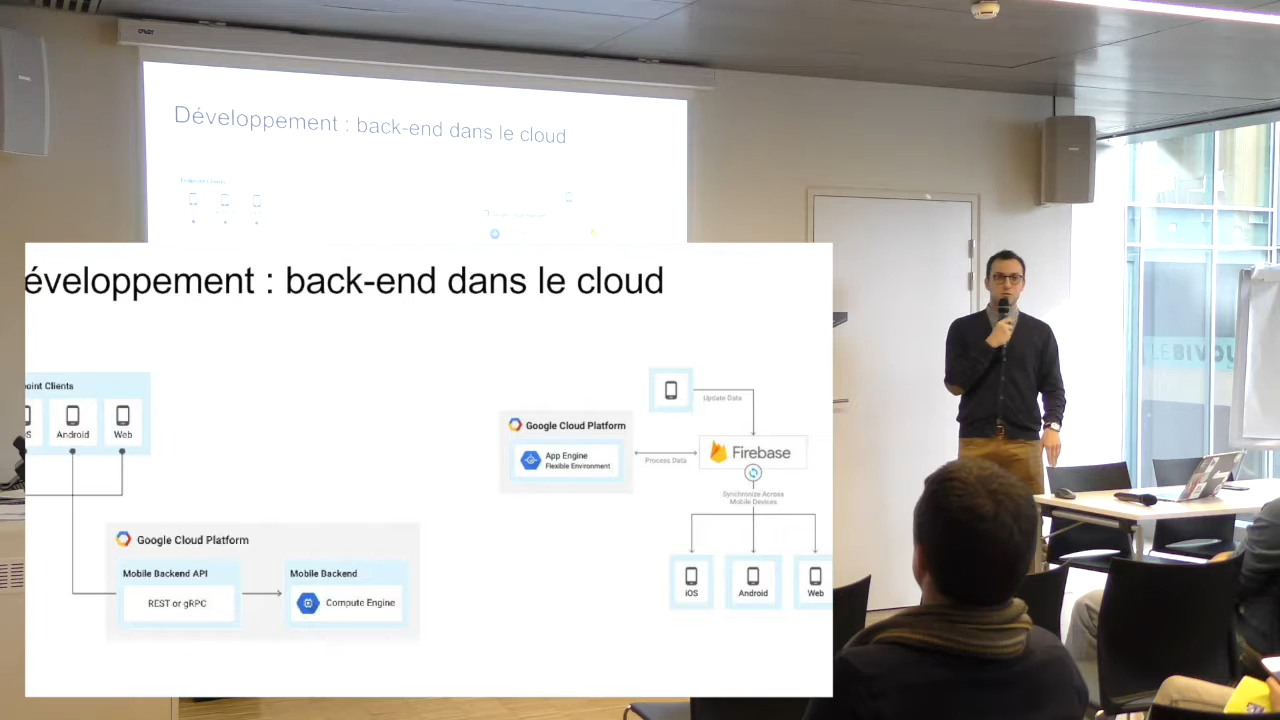 Développement : back-end dans le cloud
éveloppement : back-end dans le cloud
oint Clients
S
Android
Web
Google Cloud Platform
Mobile Backend API
REST or gRPC
Mobile Backend
Compute Engine
Update Data
Google Cloud Platform
App Engine
Flexible Environment
Process Data
Firebase
Synchronize Across
Mobile Devices
iOS
Android
Web
LEBIVOU